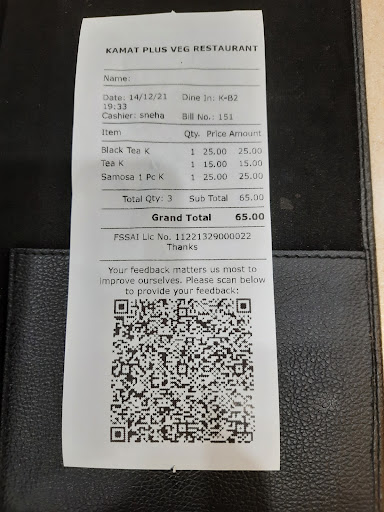 KAMAT PLUS VEG RESTAURANT
Name:
Date: 14/12/21 Dine In: K-B2
19:33
Cashier: sneha Bill No.: 151
Item Qty. Price Amount
Black Tea K 1 25.00 25.00
Tea K 1 15.00 15.00
Samosa 1 Pc K 1 25.00 25.00
Total Qty: 3 Sub Total 65.00
Grand Total 65.00
FSSAI Lic No. 11221329000022
Thanks
Your feedback matters us most to
improve ourselves. Please scan below
to provide your feedback: